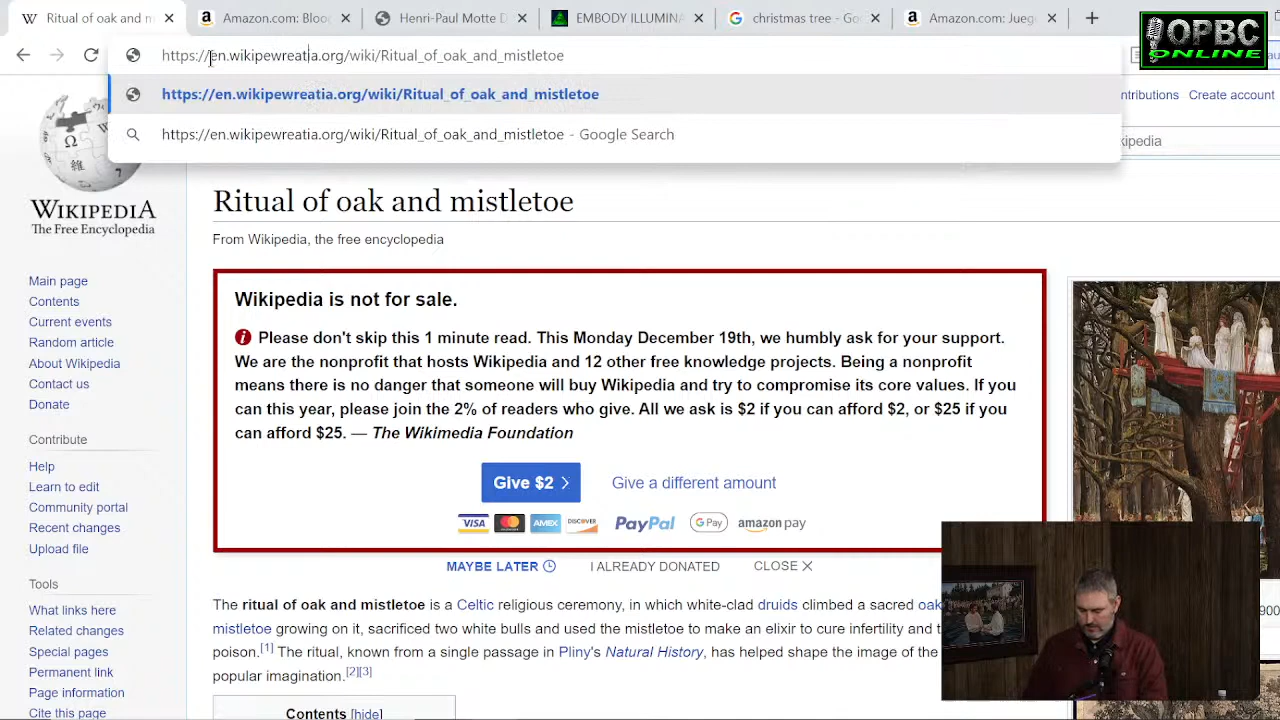 Ritual of oak and m
Amazon.com: Bloo
Henri-Paul Motte D
EMBODY ILLUMINA
christmas tree - Go
Amazon.com: Jueg
OPBC
ONLINE
https://en.wikipewreatia.org/wiki/Ritual_of_oak_and_mistletoe
https://en.wikipewreatia.org/wiki/Ritual_of_oak_and_mistletoe
https://en.wikipewreatia.org/wiki/Ritual_of_oak_and_mistletoe - Google Search
ntributions Create account
kipedia
WIKIPEDIA
The Free Encyclopedia
Main page
Contents
Current events
Random article
About Wikipedia
Contact us
Donate
Contribute
Help
Learn to edit
Community portal
Recent changes
Upload file
Tools
What links here
Related changes
Special pages
Permanent link
Page information
Cite this page
Ritual of oak and mistletoe
From Wikipedia, the free encyclopedia
Wikipedia is not for sale.
Please don't skip this 1 minute read. This Monday December 19th, we humbly ask for your support.
We are the nonprofit that hosts Wikipedia and 12 other free knowledge projects. Being a nonprofit
means there is no danger that someone will buy Wikipedia and try to compromise its core values. If you
can this year, please join the 2% of readers who give. All we ask is $2 if you can afford $2, or $25 if you
can afford $25. — The Wikimedia Foundation
Give $2
Give a different amount
VISA mastercard AMEX DISCOVER PayPal G Pay amazon pay
MAYBE LATER I ALREADY DONATED CLOSE
The ritual of oak and mistletoe is a Celtic religious ceremony, in which white-clad druids climbed a sacred oak
mistletoe growing on it, sacrificed two white bulls and used the mistletoe to make an elixir to cure infertility and t
poison.[1] The ritual, known from a single passage in Pliny's Natural History, has helped shape the image of the
popular imagination.[2][3]
Contents [hide]
900